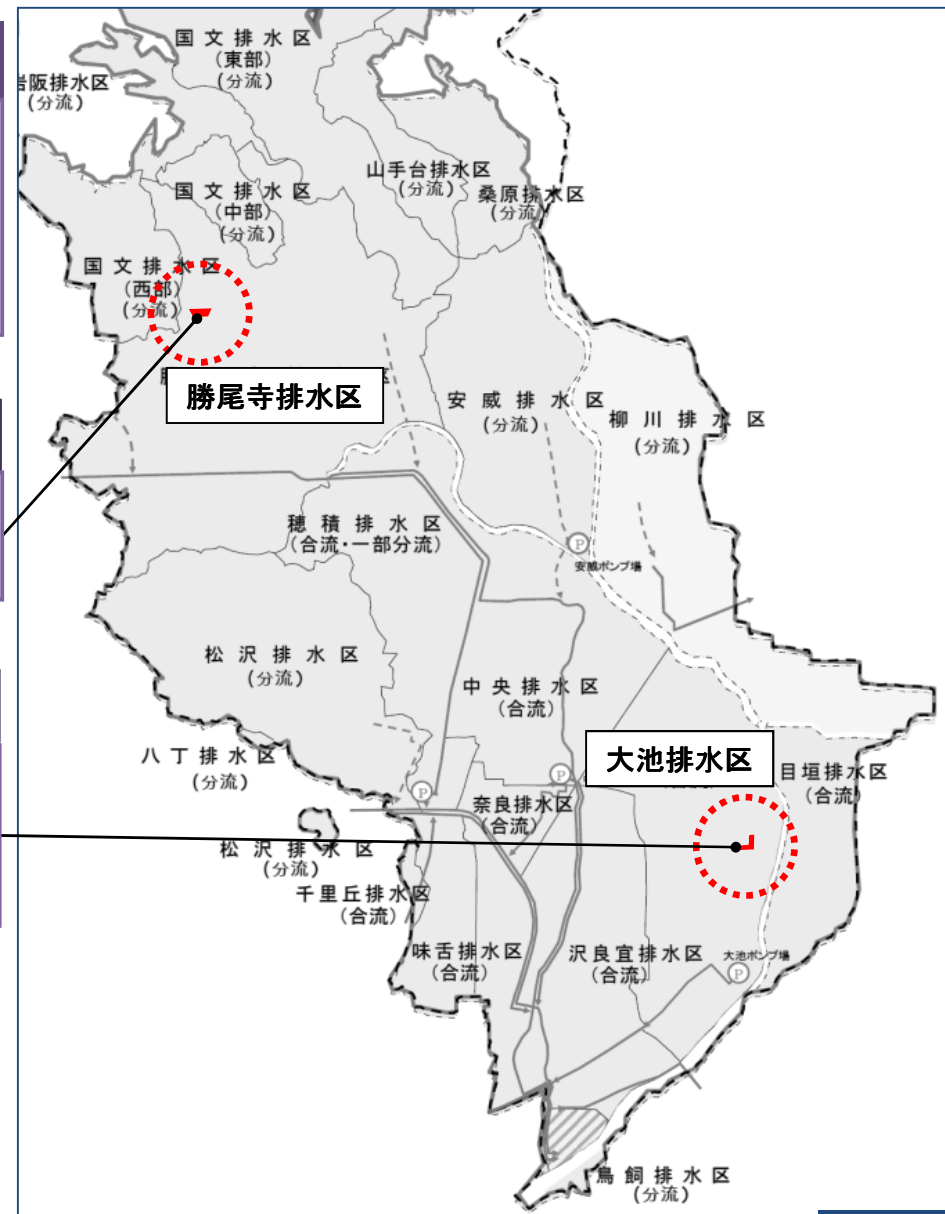 国文排水区
(東部)
(分流)
岩阪排水区
(分流)
山手台排水区
(分流)
桑原排水区
(分流)
国文排水区
(中部)
(分流)
国文排水区
(西部)
(分流)
勝尾寺排水区
安威排水区
(分流)
柳川排水区
(分流)
穂積排水区
(合流・一部分流)
P
安威ポンプ場
松沢排水区
(分流)
中央排水区
(合流)
八丁排水区
(分流)
大池排水区
目垣排水区
(合流)
P
P
奈良排水区
(合流)
松沢排水区
(分流)
千里丘排水区
(合流)
味舌排水区
(合流)
沢良宜排水区
(合流)
大池ポンプ場
P
鳥飼排水区
(分流)